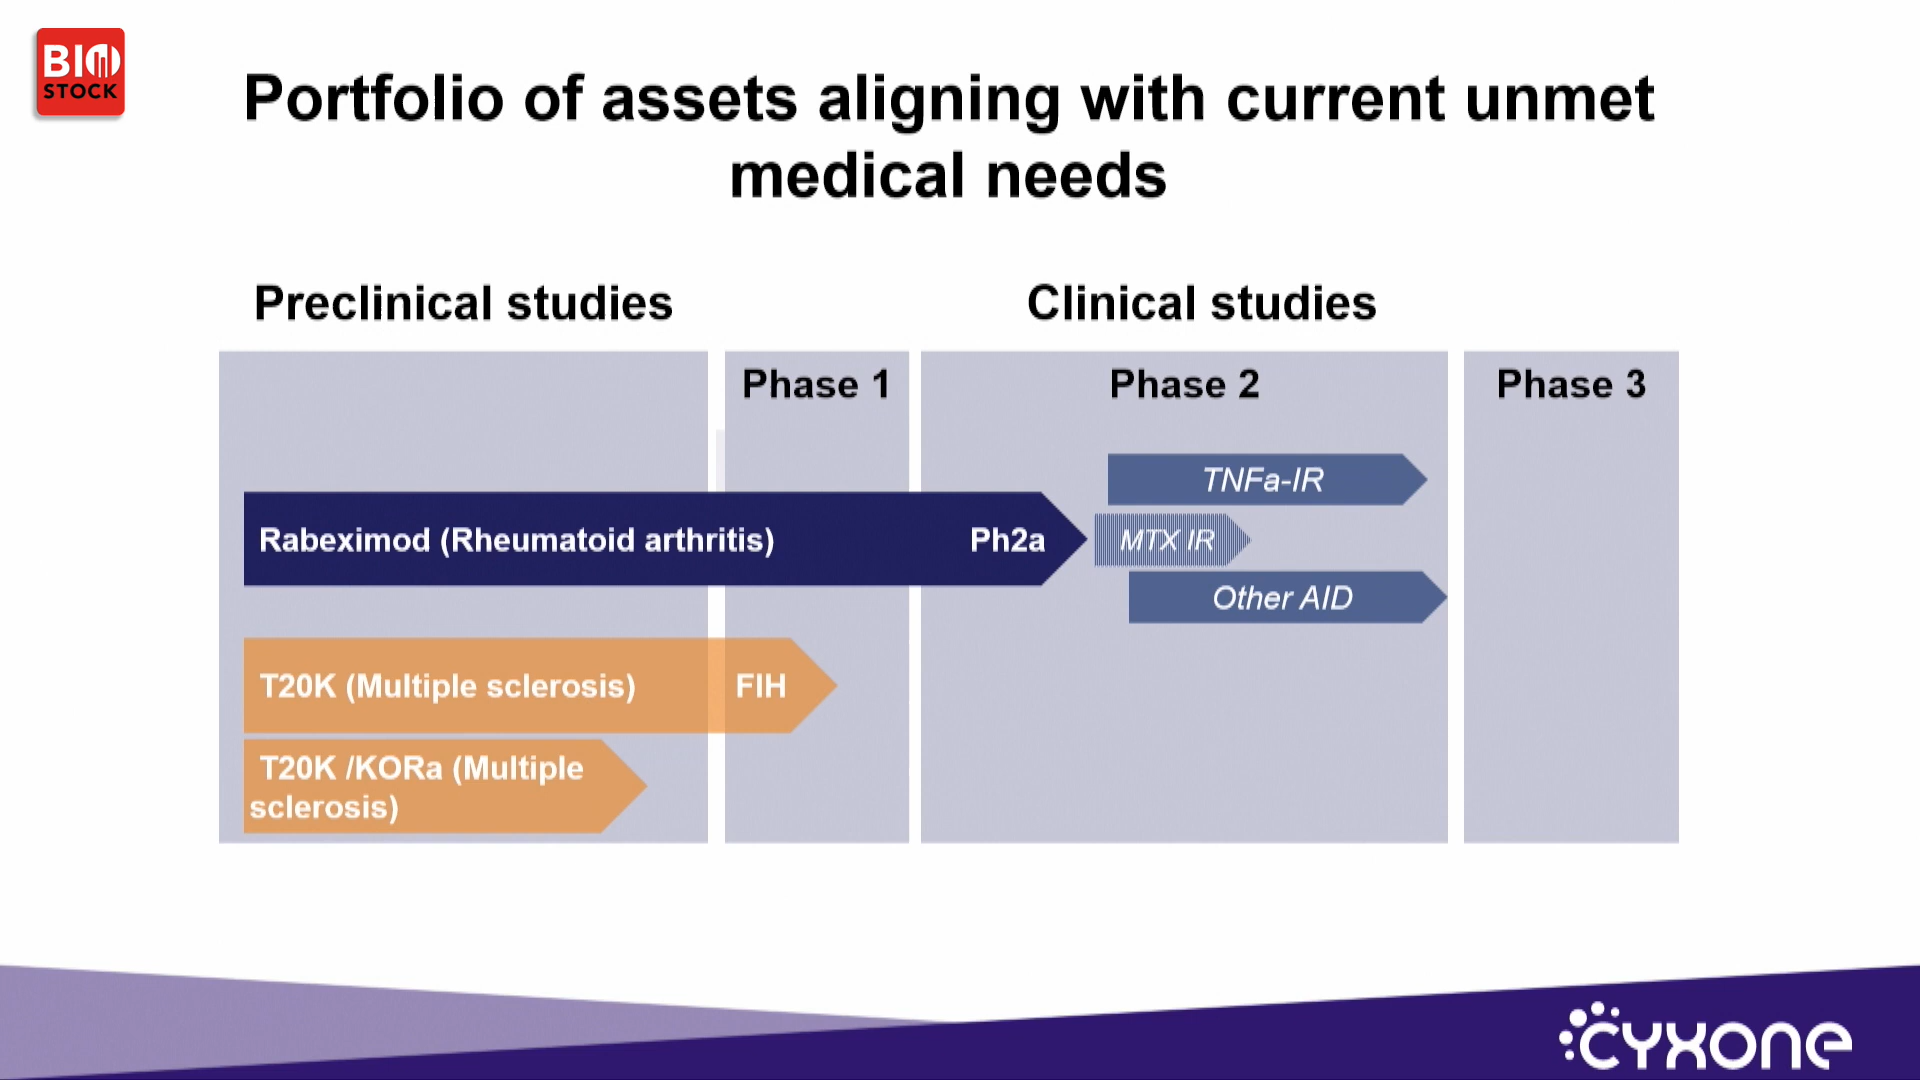 BIO
STOCK
Portfolio of assets aligning with current unmet
medical needs
Preclinical studies
Clinical studies
Phase 1
Phase 2
Phase 3
TNFa-IR
Rabeximod (Rheumatoid arthritis)
Ph2a
MTX IR
Other AID
T20K (Multiple sclerosis)
FIH
T20K /KORa (Multiple
sclerosis)
cyxone